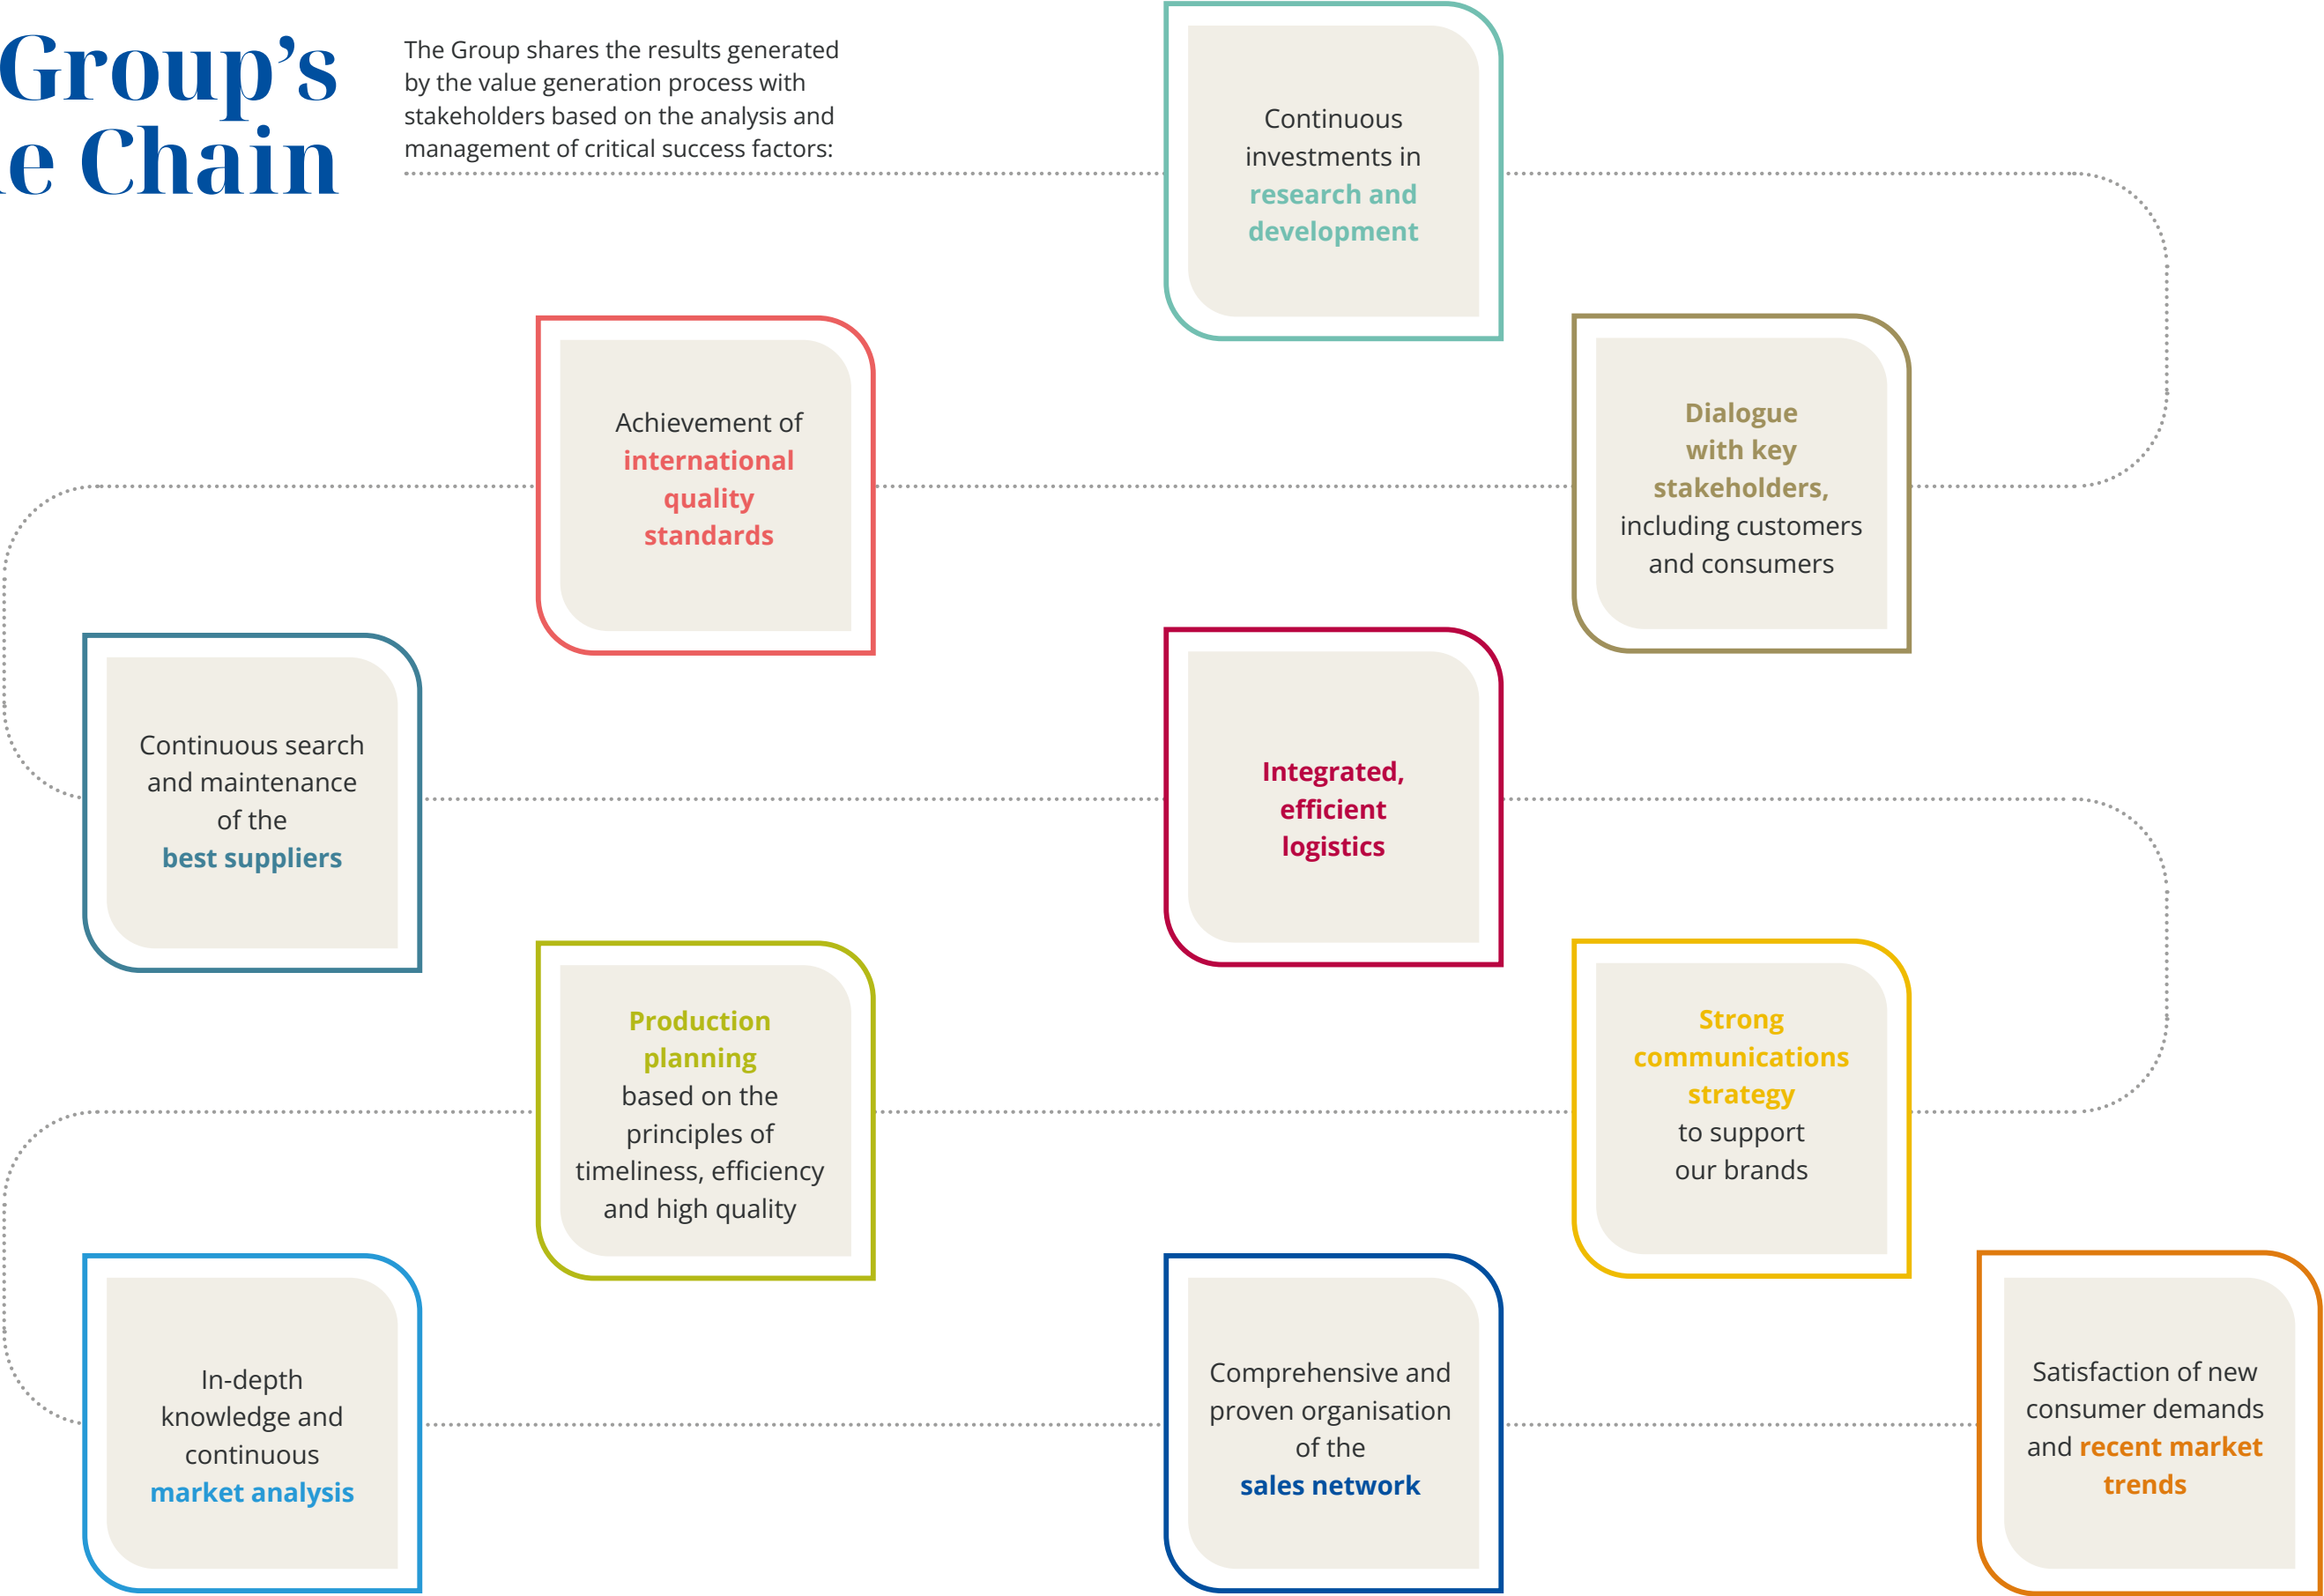 Group’s
e Chain
The Group shares the results generated
by the value generation process with
stakeholders based on the analysis and
management of critical success factors:
Continuous
investments in
research and
development
Dialogue
with key
stakeholders,
including customers
and consumers
Achievement of
international
quality
standards
Continuous search
and maintenance
of the
best suppliers
Integrated,
efficient
logistics
Strong
communications
strategy
to support
our brands
Production
planning
based on the
principles of
timeliness, efficiency
and high quality
In-depth
knowledge and
continuous
market analysis
Comprehensive and
proven organisation
of the
sales network
Satisfaction of new
consumer demands
and recent market
trends